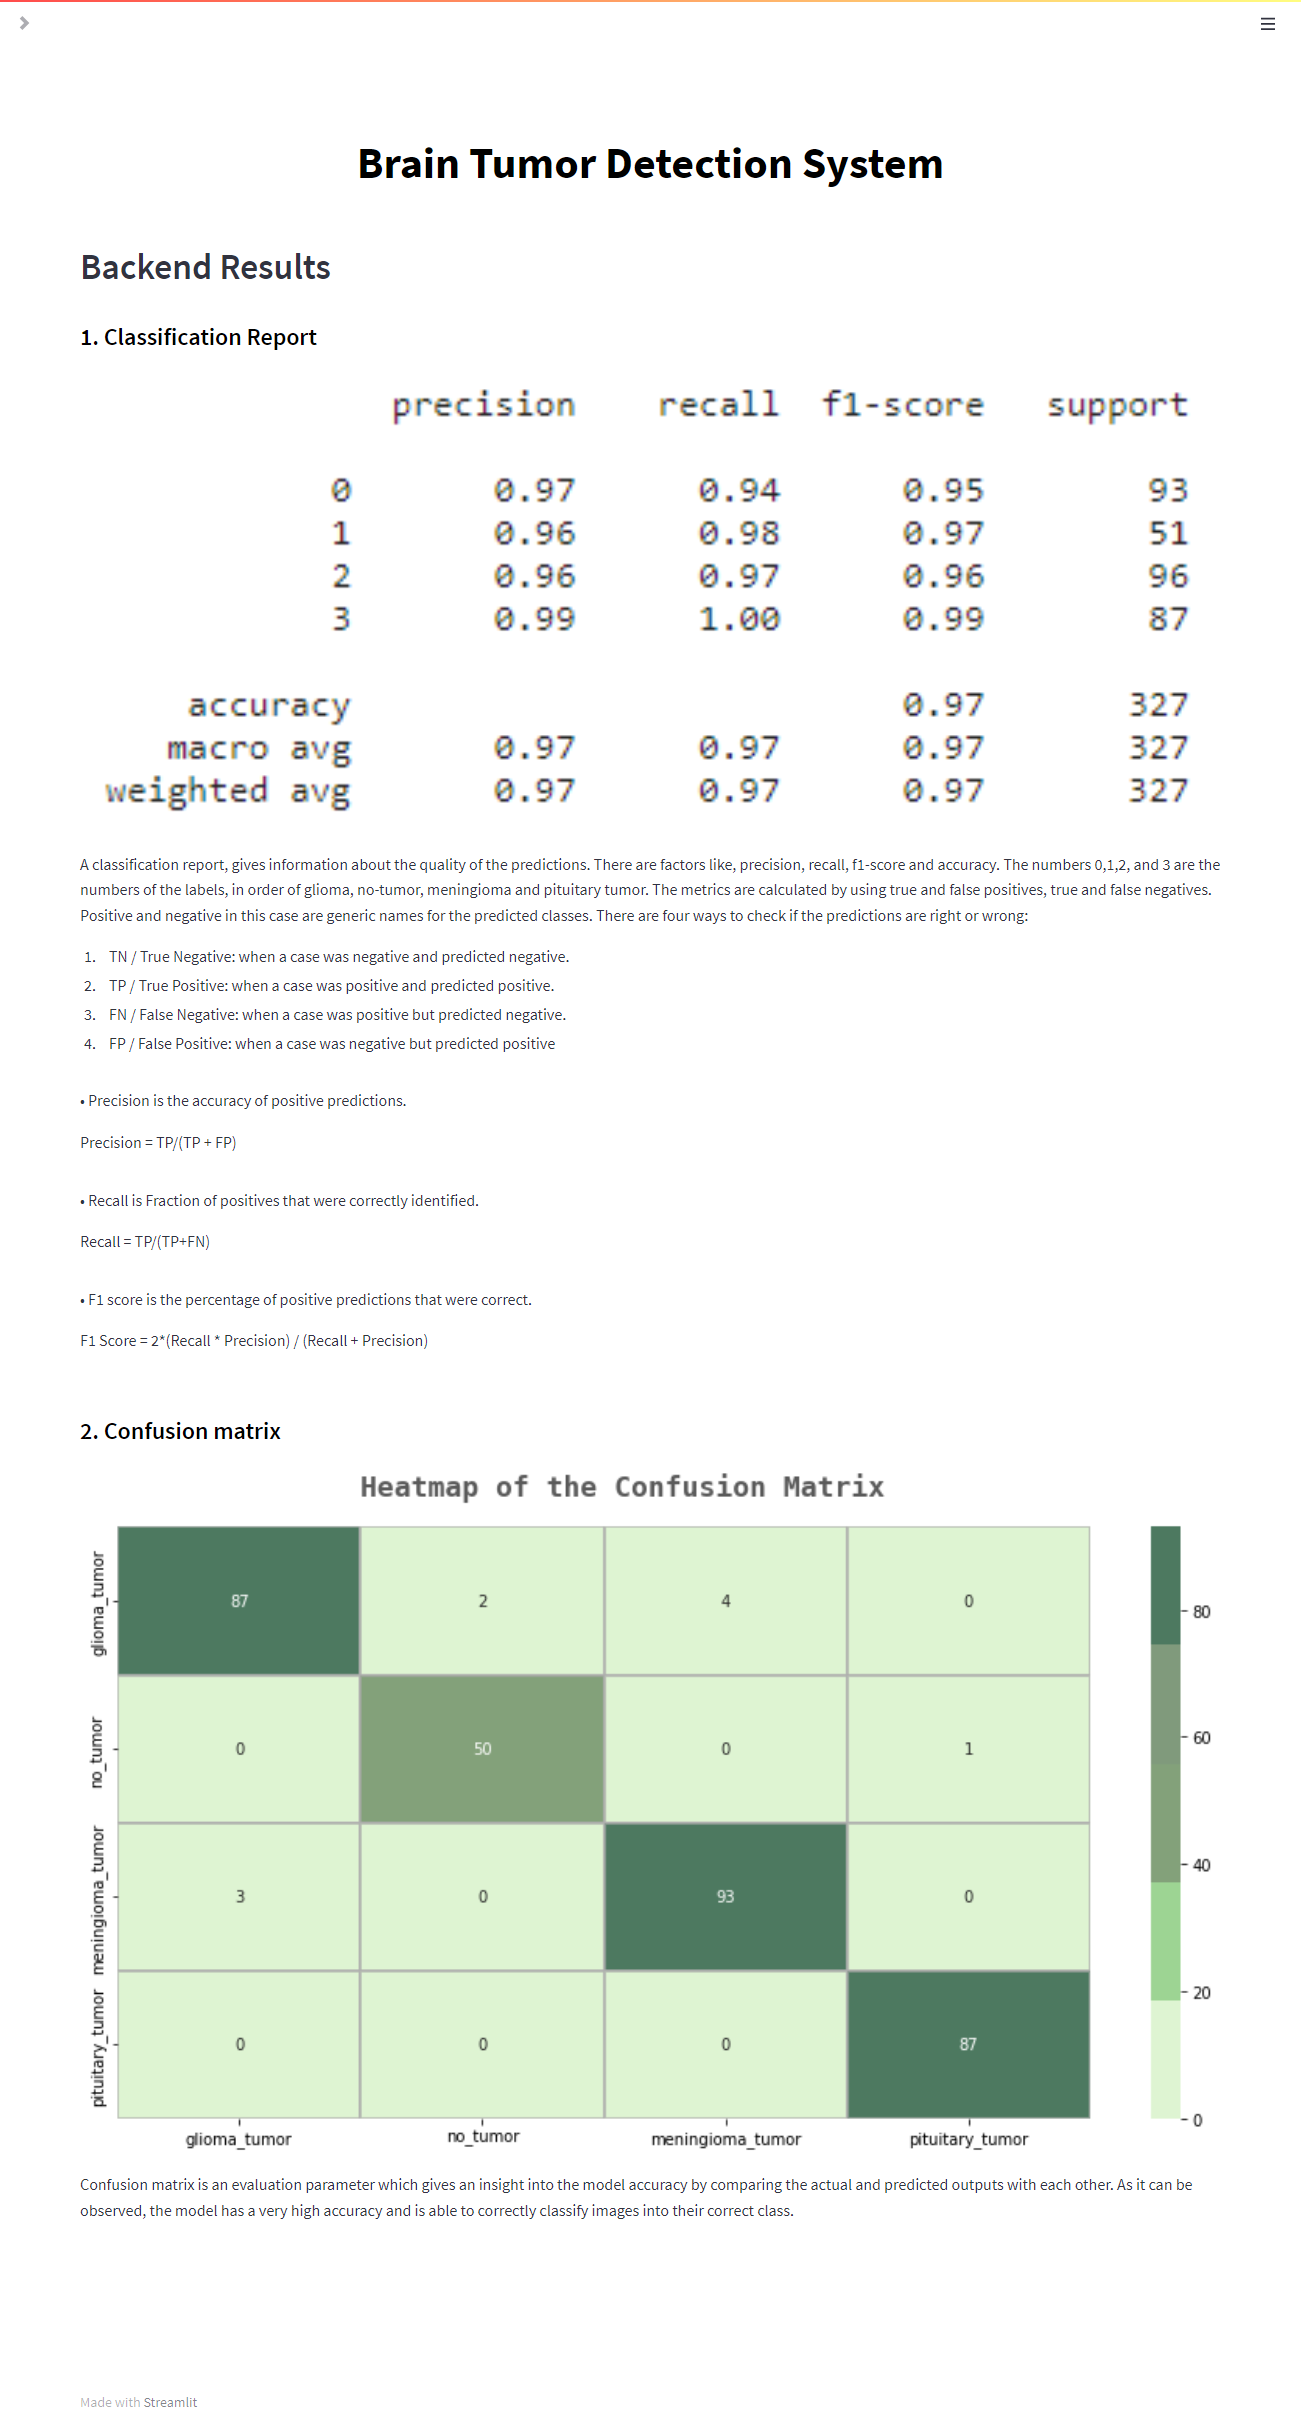 Brain Tumor Detection System
Backend Results
1. Classification Report
precision recall f1-score support
0 0.97 0.94 0.95 93
1 0.96 0.98 0.97 51
2 0.96 0.97 0.96 96
3 0.99 1.00 0.99 87
accuracy 0.97 327
macro avg 0.97 0.97 0.97 327
weighted avg 0.97 0.97 0.97 327
A classification report, gives information about the quality of the predictions. There are factors like, precision, recall, f1-score and accuracy. The numbers 0,1,2, and 3 are the
numbers of the labels, in order of glioma, no-tumor, meningioma and pituitary tumor. The metrics are calculated by using true and false positives, true and false negatives.
Positive and negative in this case are generic names for the predicted classes. There are four ways to check if the predictions are right or wrong:
1. TN / True Negative: when a case was negative and predicted negative.
2. TP / True Positive: when a case was positive and predicted positive.
3. FN / False Negative: when a case was positive but predicted negative.
4. FP / False Positive: when a case was negative but predicted positive
• Precision is the accuracy of positive predictions.
Precision = TP/(TP + FP)
• Recall is Fraction of positives that were correctly identified.
Recall = TP/(TP+FN)
• F1 score is the percentage of positive predictions that were correct.
F1 Score = 2*(Recall * Precision) / (Recall + Precision)
2. Confusion matrix
Heatmap of the Confusion Matrix
glioma_tumor 87 2 4 0
no_tumor 0 50 0 1
meningioma_tumor 3 0 93 0
pituitary_tumor 0 0 0 87
glioma_tumor no_tumor meningioma_tumor pituitary_tumor
80
60
40
20
0
Confusion matrix is an evaluation parameter which gives an insight into the model accuracy by comparing the actual and predicted outputs with each other. As it can be
observed, the model has a very high accuracy and is able to correctly classify images into their correct class.
Made with Streamlit